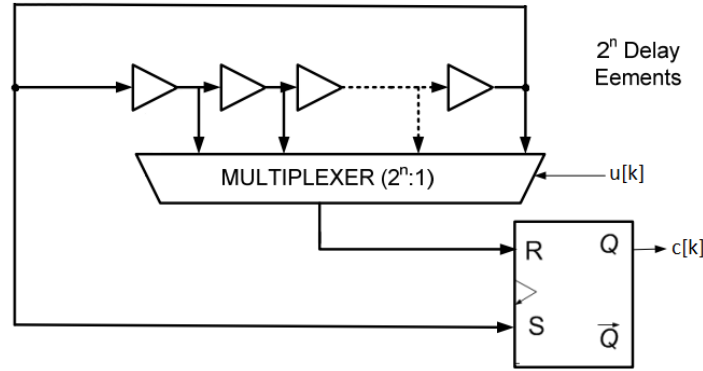 2ⁿ Delay
Eements
MULTIPLEXER (2ⁿ:1)
u[k]
R Q c[k]
S Q